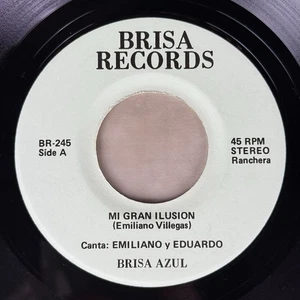 BRISA
RECORDS
BR-245
Side A
45 RPM
STEREO
Ranchera
MI GRAN ILUSION
(Emiliano Villegas)
Canta: EMILIANO y EDUARDO
BRISA AZUL